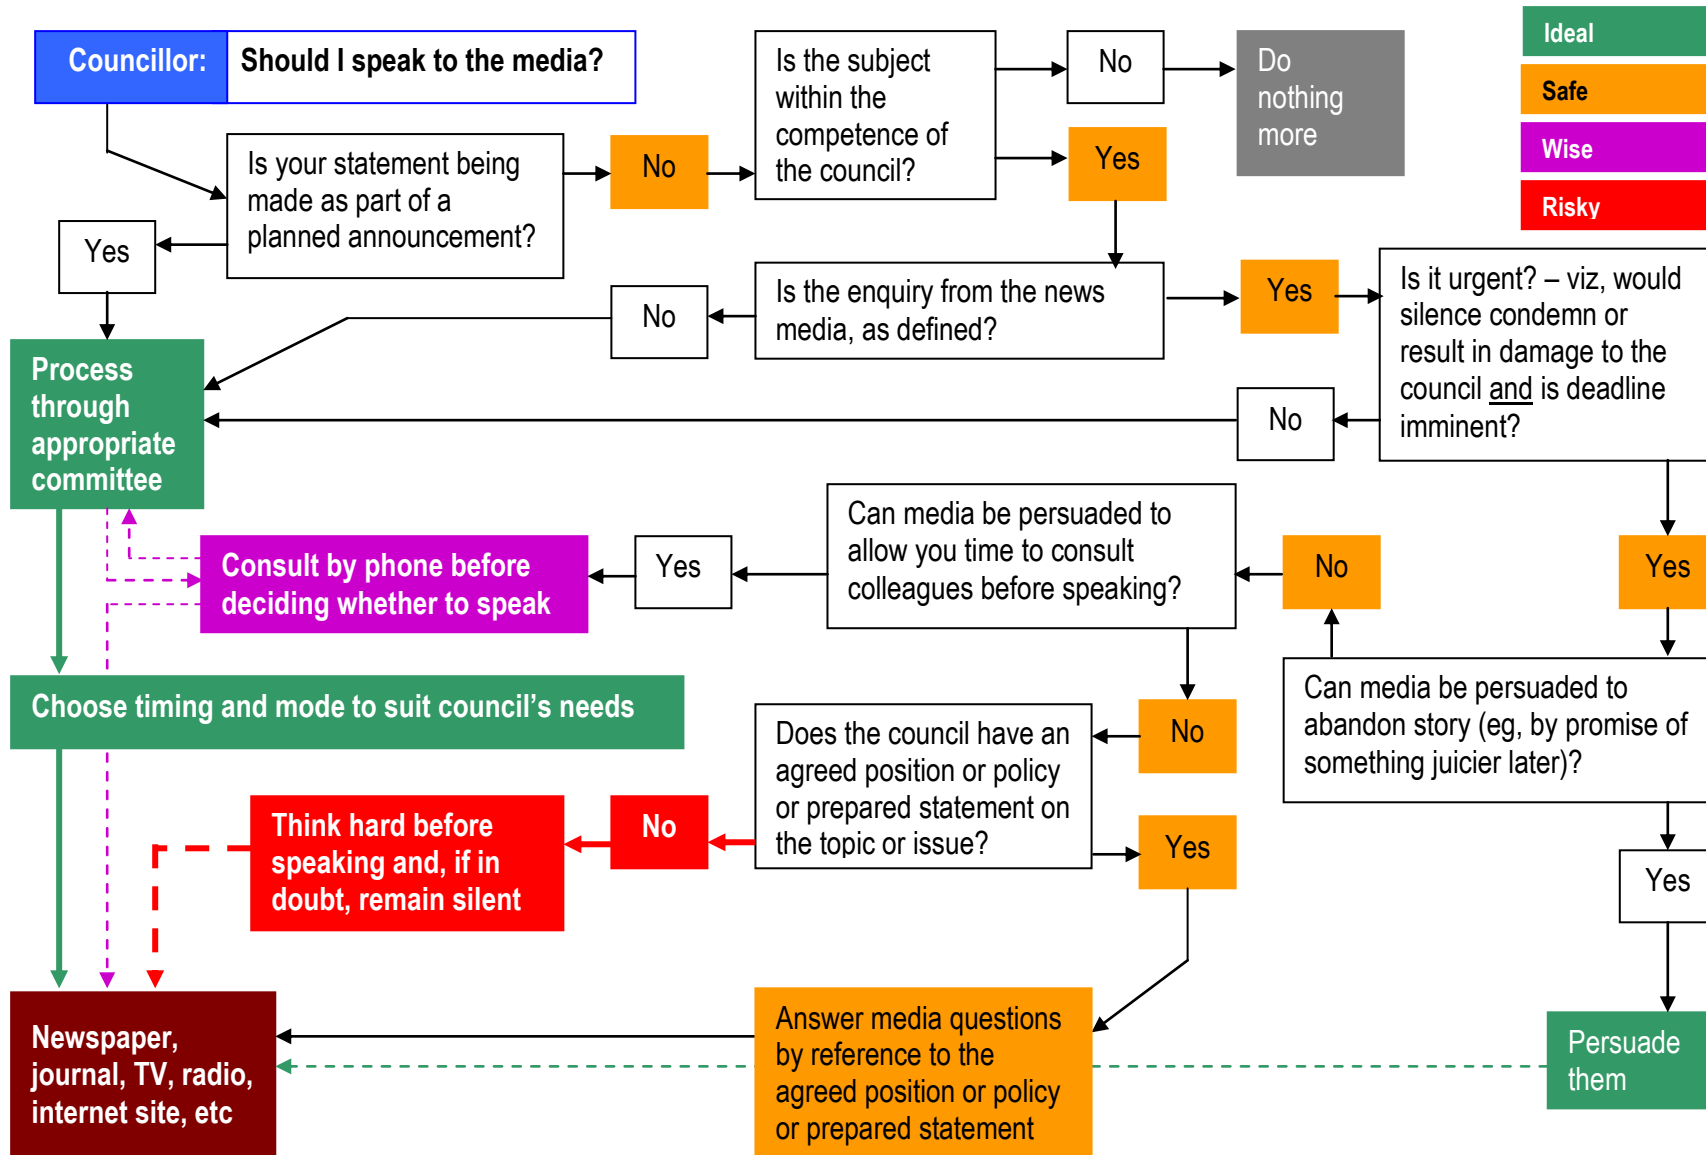 Councillor: Should I speak to the media?
Is your statement being
made as part of a
planned announcement?
No
Yes
Is the subject
within the
competence of
the council?
No
Do
nothing
more
Yes
Ideal
Safe
Wise
Risky
Is the enquiry from the news
media, as defined?
No
Yes
Is it urgent? – viz, would
silence condemn or
result in damage to the
council and is deadline
imminent?
No
Yes
Process
through
appropriate
committee
Can media be persuaded to
allow you time to consult
colleagues before speaking?
Yes
No
Consult by phone before
deciding whether to speak
No
Can media be persuaded to
abandon story (eg, by promise of
something juicier later)?
Yes
Persuade
them
Choose timing and mode to suit council’s needs
Does the council have an
agreed position or policy
or prepared statement on
the topic or issue?
No
Yes
Think hard before
speaking and, if in
doubt, remain silent
Answer media questions
by reference to the
agreed position or policy
or prepared statement
Newspaper,
journal, TV, radio,
internet site, etc